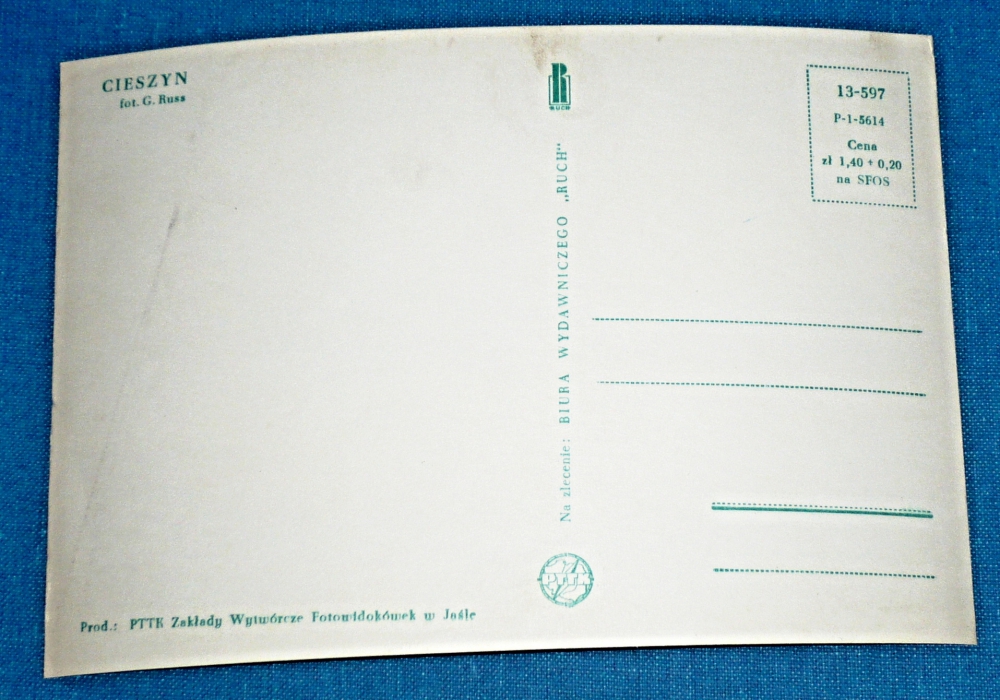 CIESZYN
fot. G. Russ
RUCH
13-597
P-1-5614
Cena
zł 1,40 + 0,20
na SFOS
Na zlecenie: BIURA WYDAWNICZEGO „RUCH“
PTTK
Prod.: PTTK Zakłady Wytwórcze Fotowidokówek w Jaśle